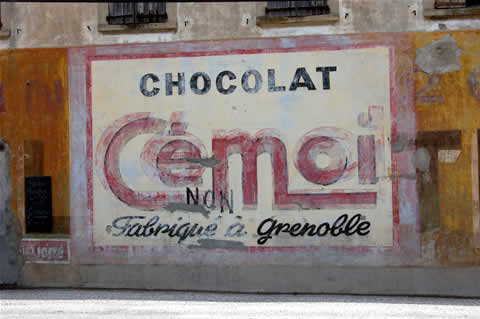 CHOCOLAT
Cémoi
NON
Fabriqué à Grenoble